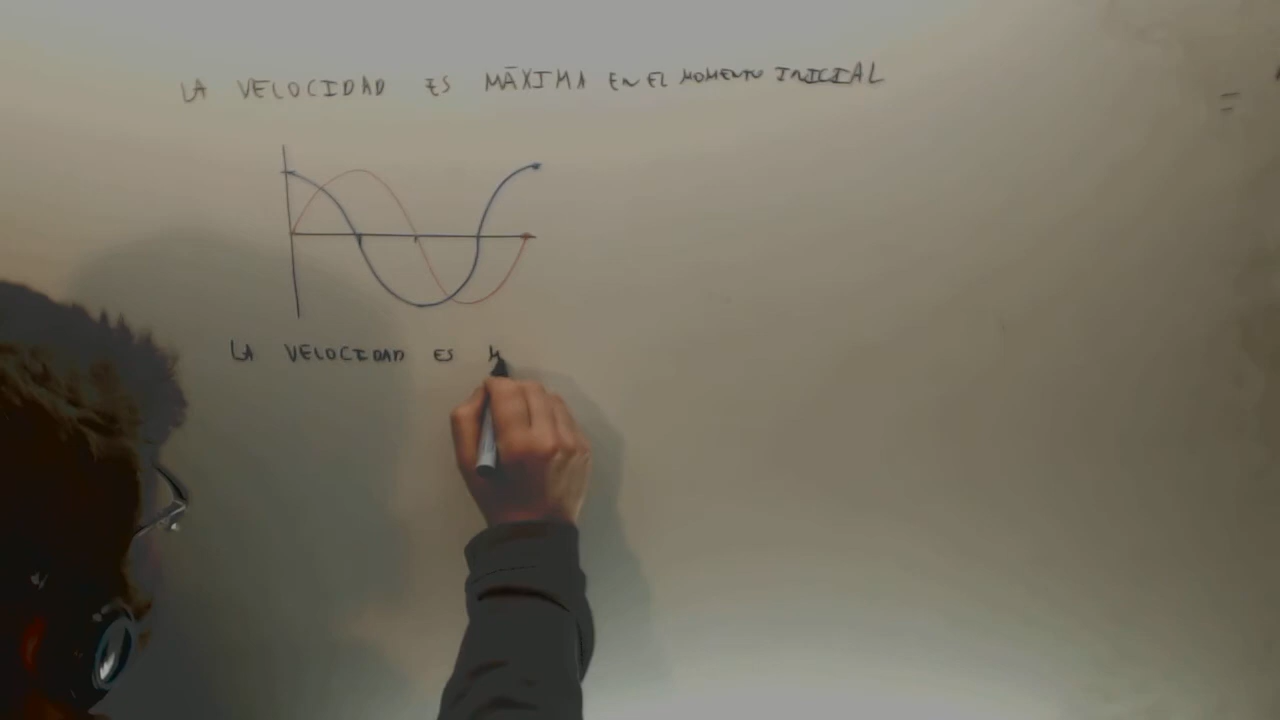 LA VELOCIDAD ES MÁXIMA EN EL MOMENTO INICIAL
LA VELOCIDAD ES M